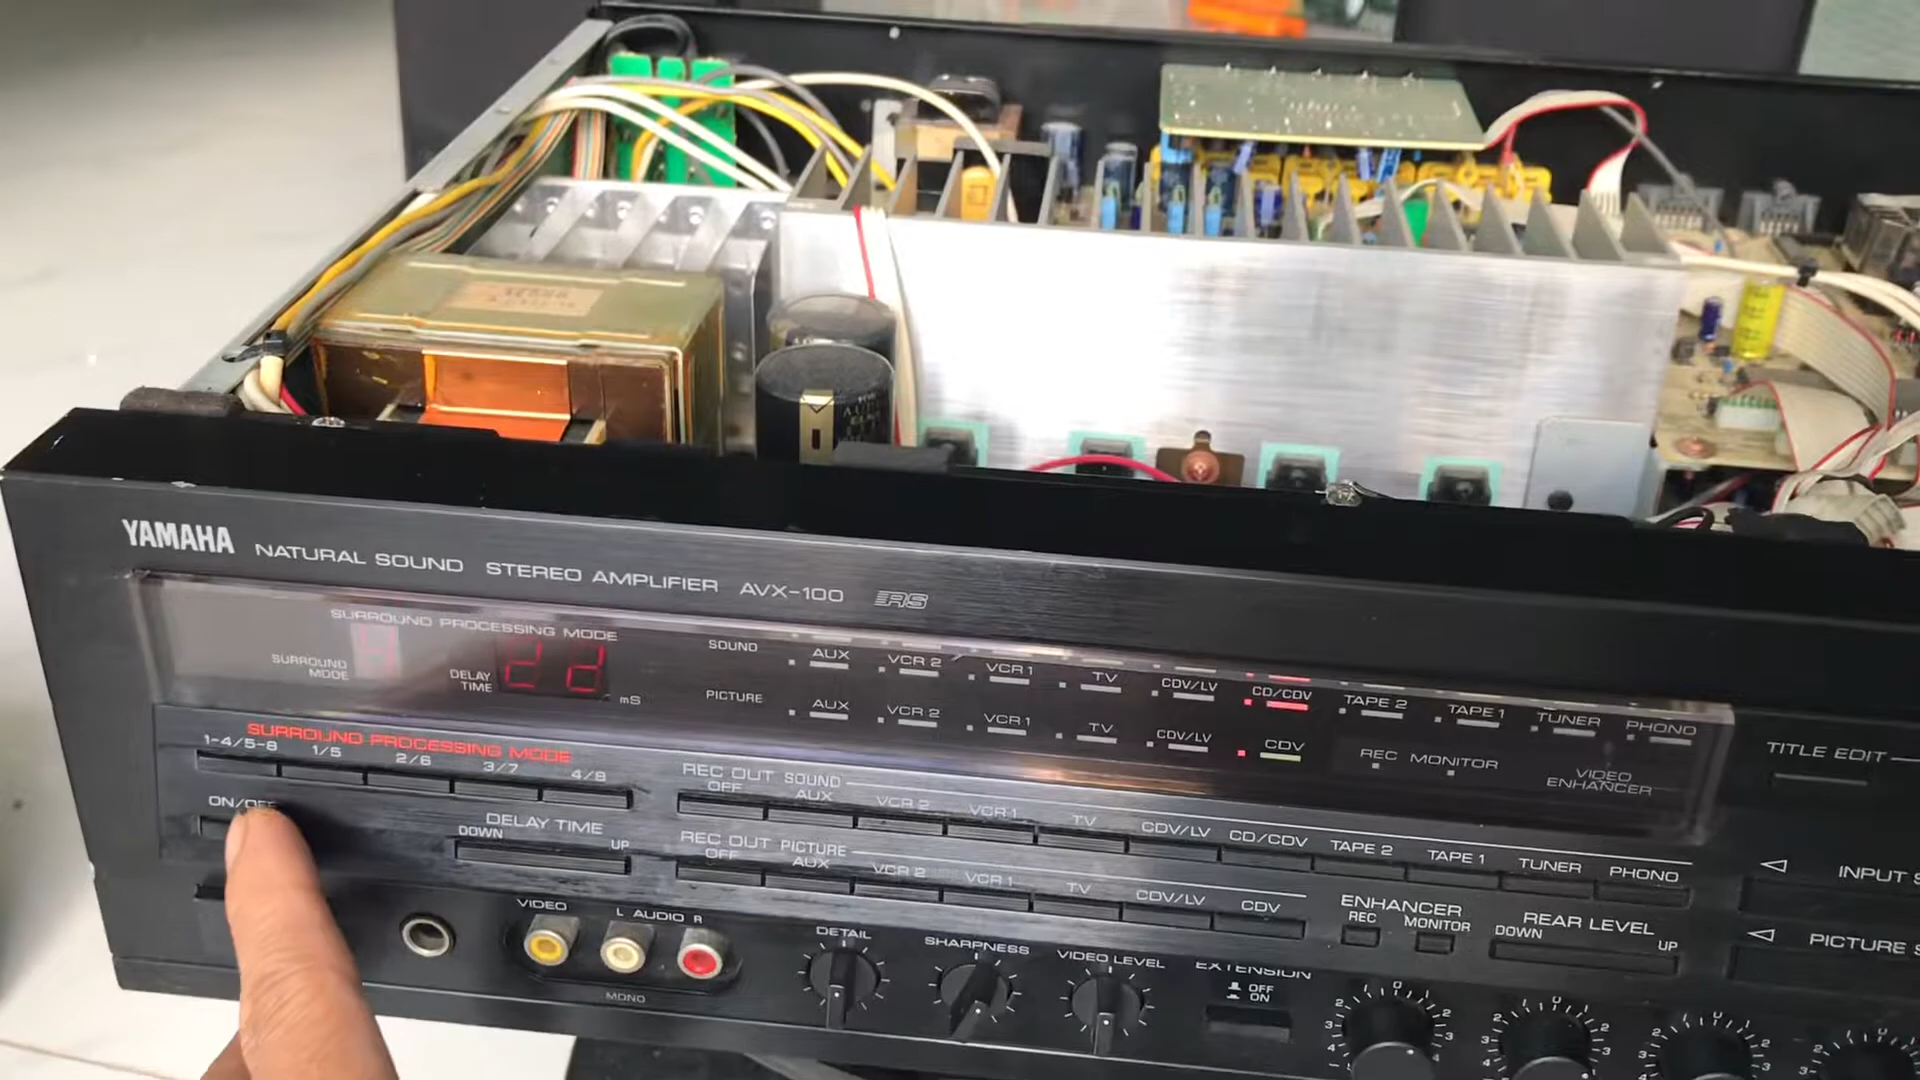 YAMAHA NATURAL SOUND STEREO AMPLIFIER AVX-100 RS
SURROUND PROCESSING MODE
SURROUND MODE 4 DELAY TIME 22 mS
SOUND AUX VCR 2 VCR 1 TV CDV/LV CD/CDV TAPE 2 TAPE 1 TUNER PHONO
PICTURE AUX VCR 2 VCR 1 TV CDV/LV CDV REC MONITOR VIDEO ENHANCER
TITLE EDIT
SURROUND PROCESSING MODE
1-4/5-8 1/5 2/6 3/7 4/8
REC OUT SOUND
OFF AUX VCR 2 VCR 1 TV CDV/LV CD/CDV TAPE 2 TAPE 1 TUNER PHONO
ON/OFF
DELAY TIME
DOWN UP
REC OUT PICTURE
OFF AUX VCR 2 VCR 1 TV CDV/LV CDV
ENHANCER
REC MONITOR
REAR LEVEL
DOWN UP
INPUT S
PICTURE S
VIDEO L AUDIO R
MONO
DETAIL SHARPNESS VIDEO LEVEL EXTENSION
OFF
ON